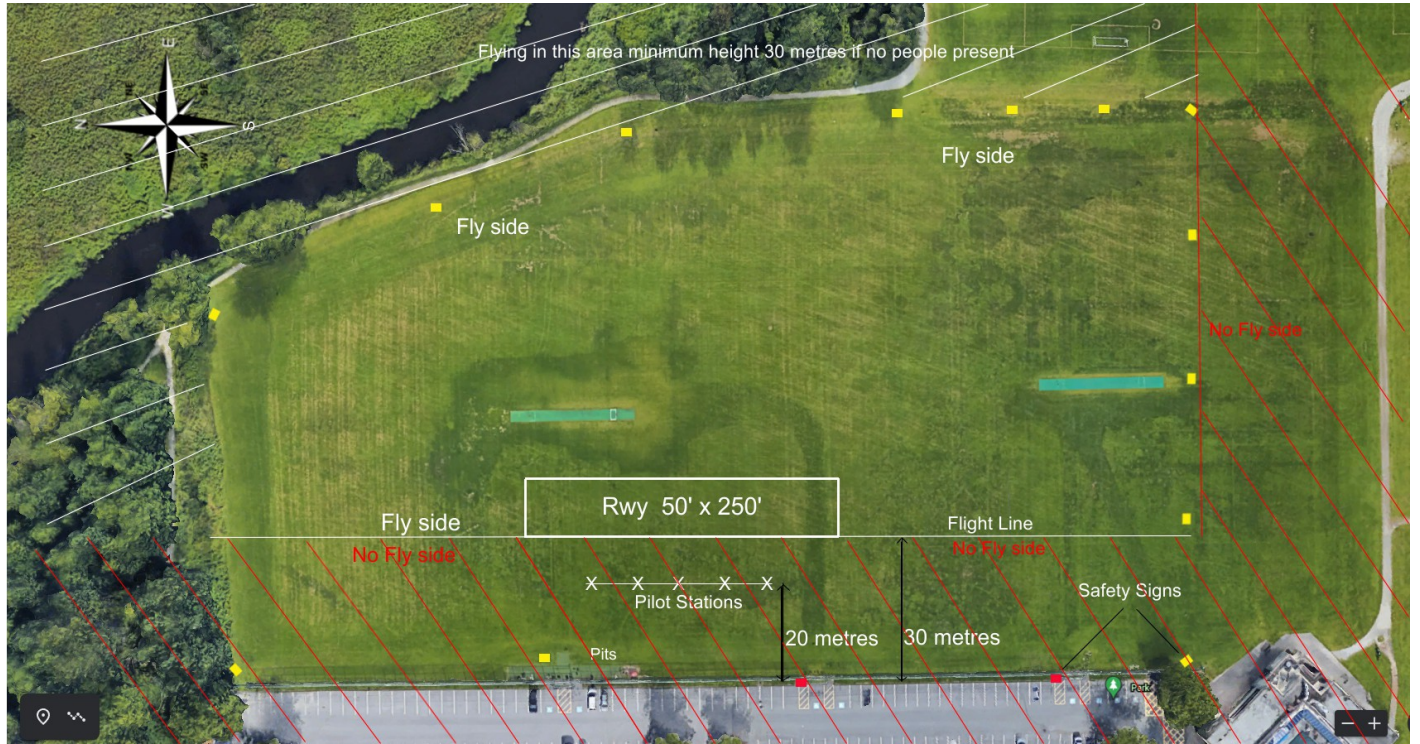 Flying in this area minimum height 30 metres if no people present
E
N
S
W
Fly side
Fly side
No Fly side
Rwy 50' x 250'
Fly side
Flight Line
No Fly side
No Fly side
X X X X X
Pilot Stations
Safety Signs
20 metres
30 metres
Pits
Park